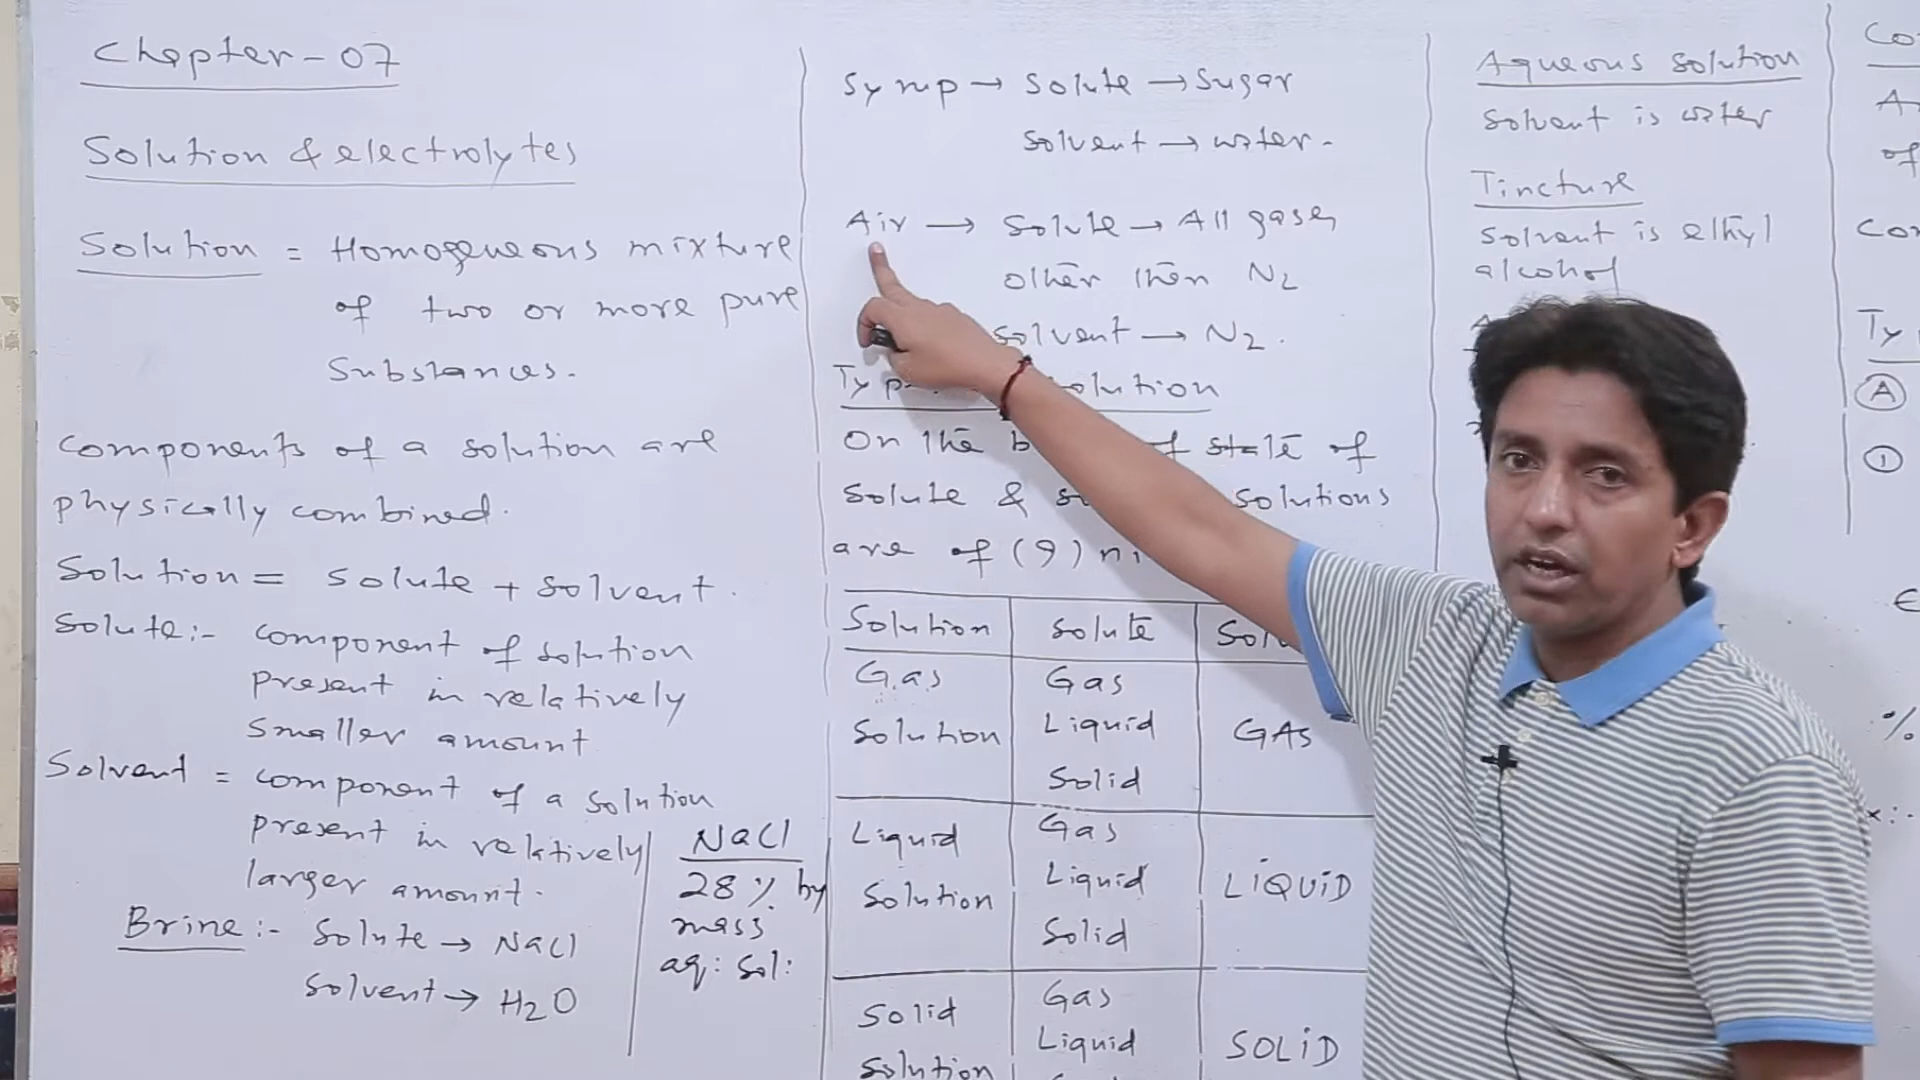 Chapter-07
Solution & electrolytes
Solution = Homogeneous mixture
of two or more pure
Substances.
components of a solution are
physically combined.
Solution = solute + solvent.
Solute:- component of solution
present in relatively
smaller amount
Solvent = component of a solution
present in relatively
larger amount.
Brine:- Solute → NaCl
Solvent → H2O
NaCl
28% by
mass
aq: sol:
Syrup → Solute → Sugar
Solvent → water.
Air → Solute → All gases
other then N2
solvent → N2.
Solution
On the of state of
Solute & solutions
are of (9)
Solution Solute
Gas Gas
Liquid
Solution GAS
Solid
Liquid Gas
Liquid LIQUID
Solution
Solid
Solid Gas
Liquid SOLID
Solution
Aqueous solution
Solvent is water
Tincture
Solvent is ethyl
alcohol
A
①
%